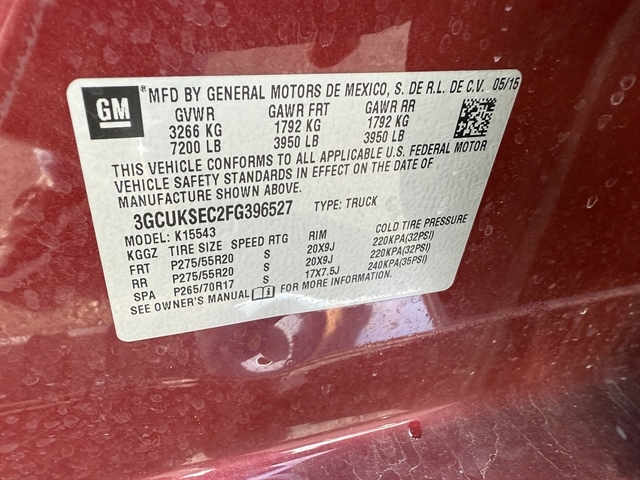 GM ® MFD BY GENERAL MOTORS DE MEXICO, S. DE R.L. DE C.V. 05/15
GVWR GAWR FRT GAWR RR
3266 KG 1792 KG 1792 KG
7200 LB 3950 LB 3950 LB
THIS VEHICLE CONFORMS TO ALL APPLICABLE U.S. FEDERAL MOTOR
VEHICLE SAFETY STANDARDS IN EFFECT ON THE DATE OF
MANUFACTURE SHOWN ABOVE.
3GCUKSEC2FG396527 TYPE: TRUCK
MODEL: K15543
KGGZ TIRE SIZE SPEED RTG RIM COLD TIRE PRESSURE
FRT P275/55R20 S 20X9J 220KPA(32PSI)
RR P275/55R20 S 20X9J 220KPA(32PSI)
SPA P265/70R17 S 17X7.5J 240KPA(35PSI)
SEE OWNER'S MANUAL FOR MORE INFORMATION.